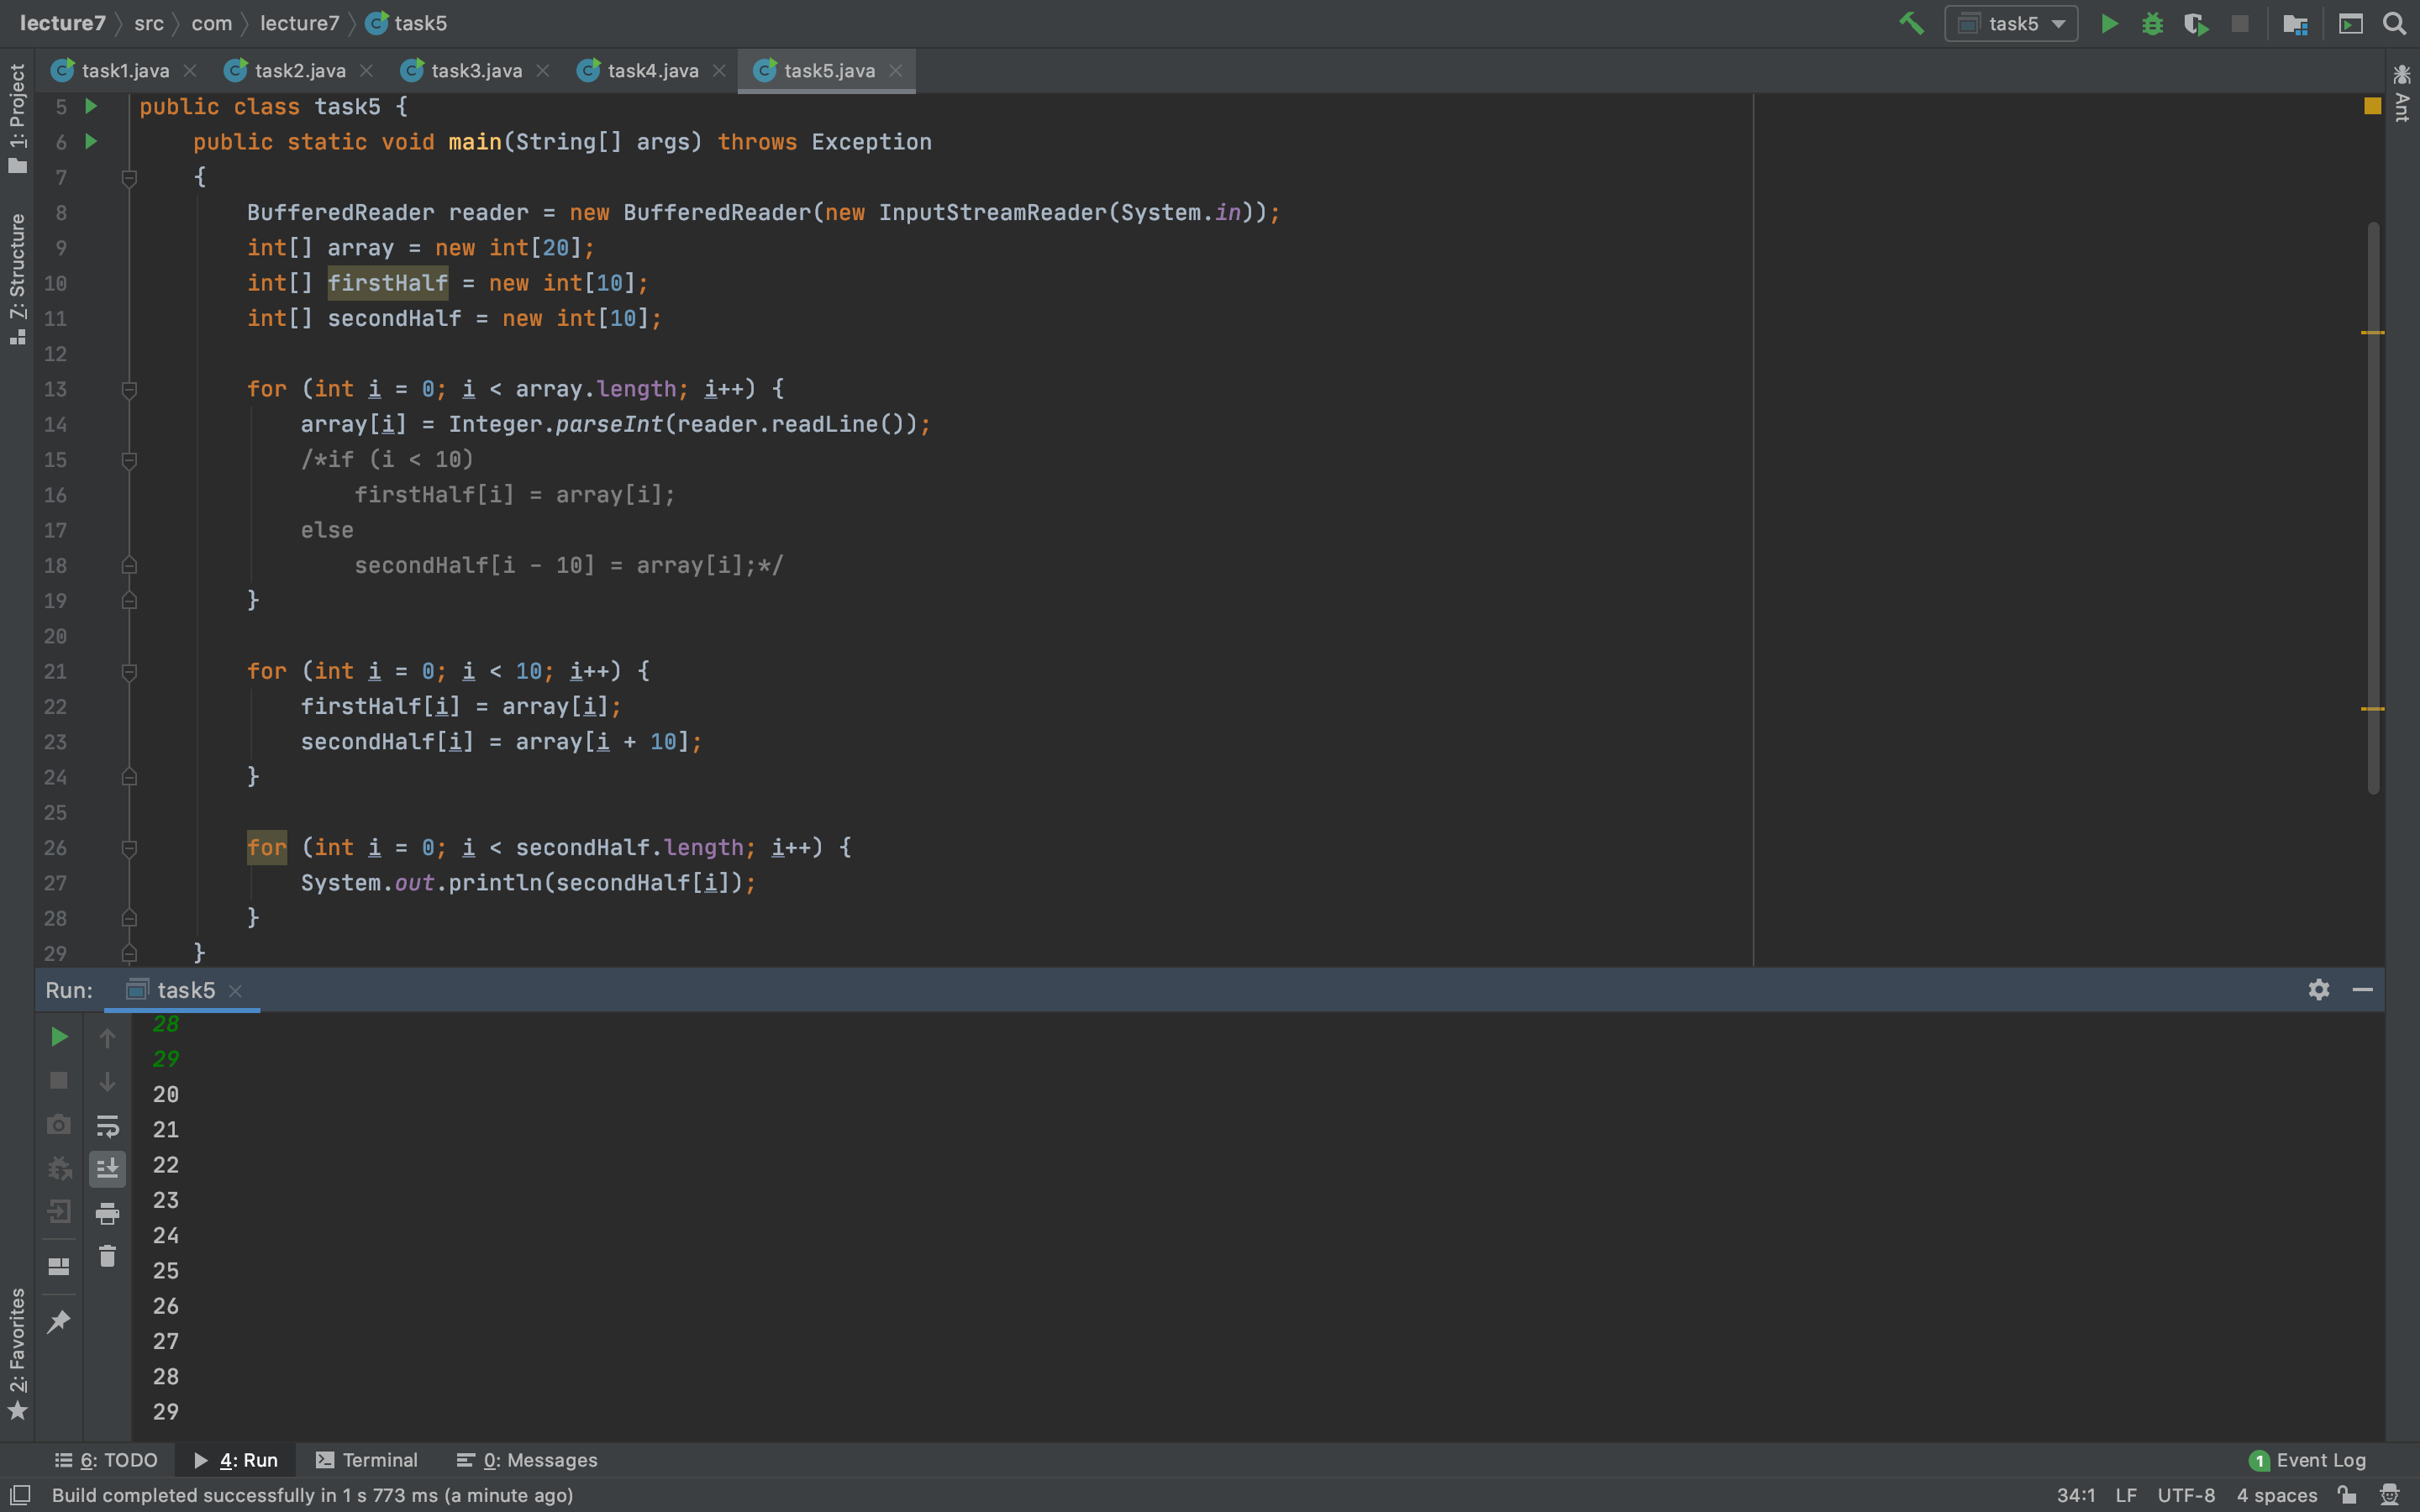 lecture7 src com lecture7 task5
task5
task1.java task2.java task3.java task4.java task5.java
1: Project
7: Structure
2: Favorites
Ant
5 public class task5 {
6 public static void main(String[] args) throws Exception
7 {
8 BufferedReader reader = new BufferedReader(new InputStreamReader(System.in));
9 int[] array = new int[20];
10 int[] firstHalf = new int[10];
11 int[] secondHalf = new int[10];
12
13 for (int i = 0; i < array.length; i++) {
14 array[i] = Integer.parseInt(reader.readLine());
15 /*if (i < 10)
16 firstHalf[i] = array[i];
17 else
18 secondHalf[i - 10] = array[i];*/
19 }
20
21 for (int i = 0; i < 10; i++) {
22 firstHalf[i] = array[i];
23 secondHalf[i] = array[i + 10];
24 }
25
26 for (int i = 0; i < secondHalf.length; i++) {
27 System.out.println(secondHalf[i]);
28 }
29 }
Run: task5
28
29
20
21
22
23
24
25
26
27
28
29
6: TODO 4: Run Terminal 0: Messages 1 Event Log
Build completed successfully in 1 s 773 ms (a minute ago) 34:1 LF UTF-8 4 spaces